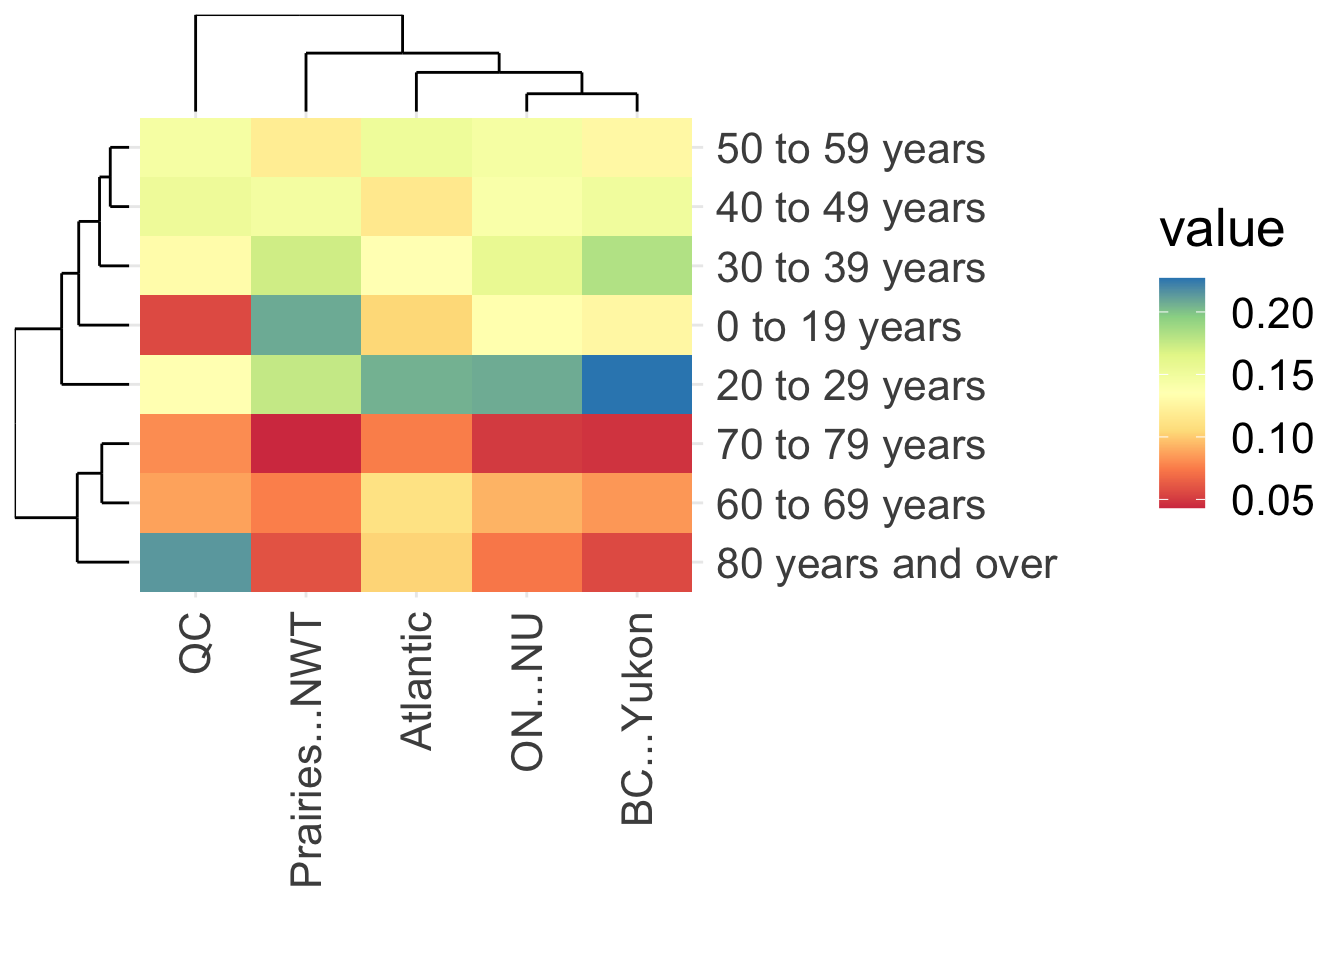 50 to 59 years
40 to 49 years
30 to 39 years
0 to 19 years
20 to 29 years
70 to 79 years
60 to 69 years
80 years and over
QC
Prairies...NWT
Atlantic
ON...NU
BC...Yukon
value
0.20
0.15
0.10
0.05